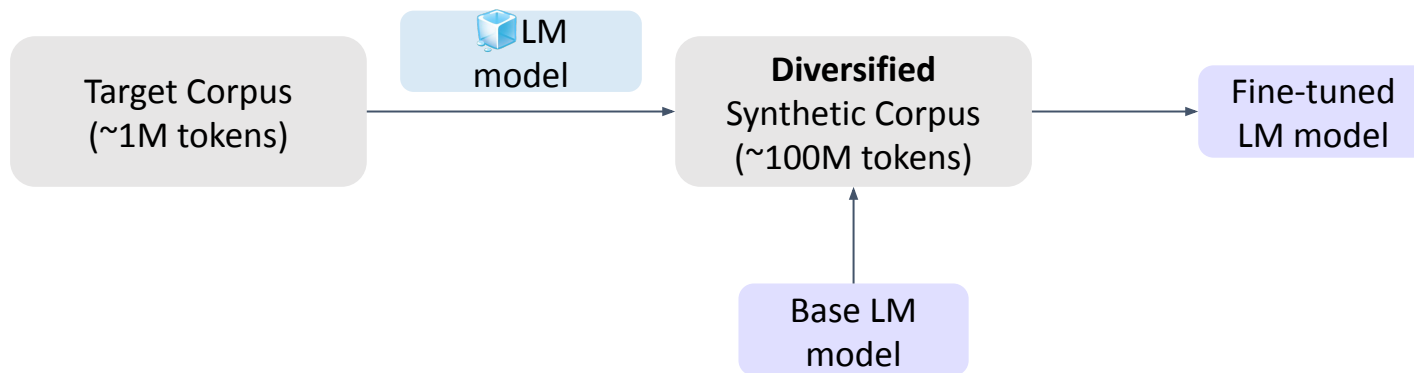 Target Corpus
(~1M tokens)
LM
model
Diversified
Synthetic Corpus
(~100M tokens)
Fine-tuned
LM model
Base LM
model